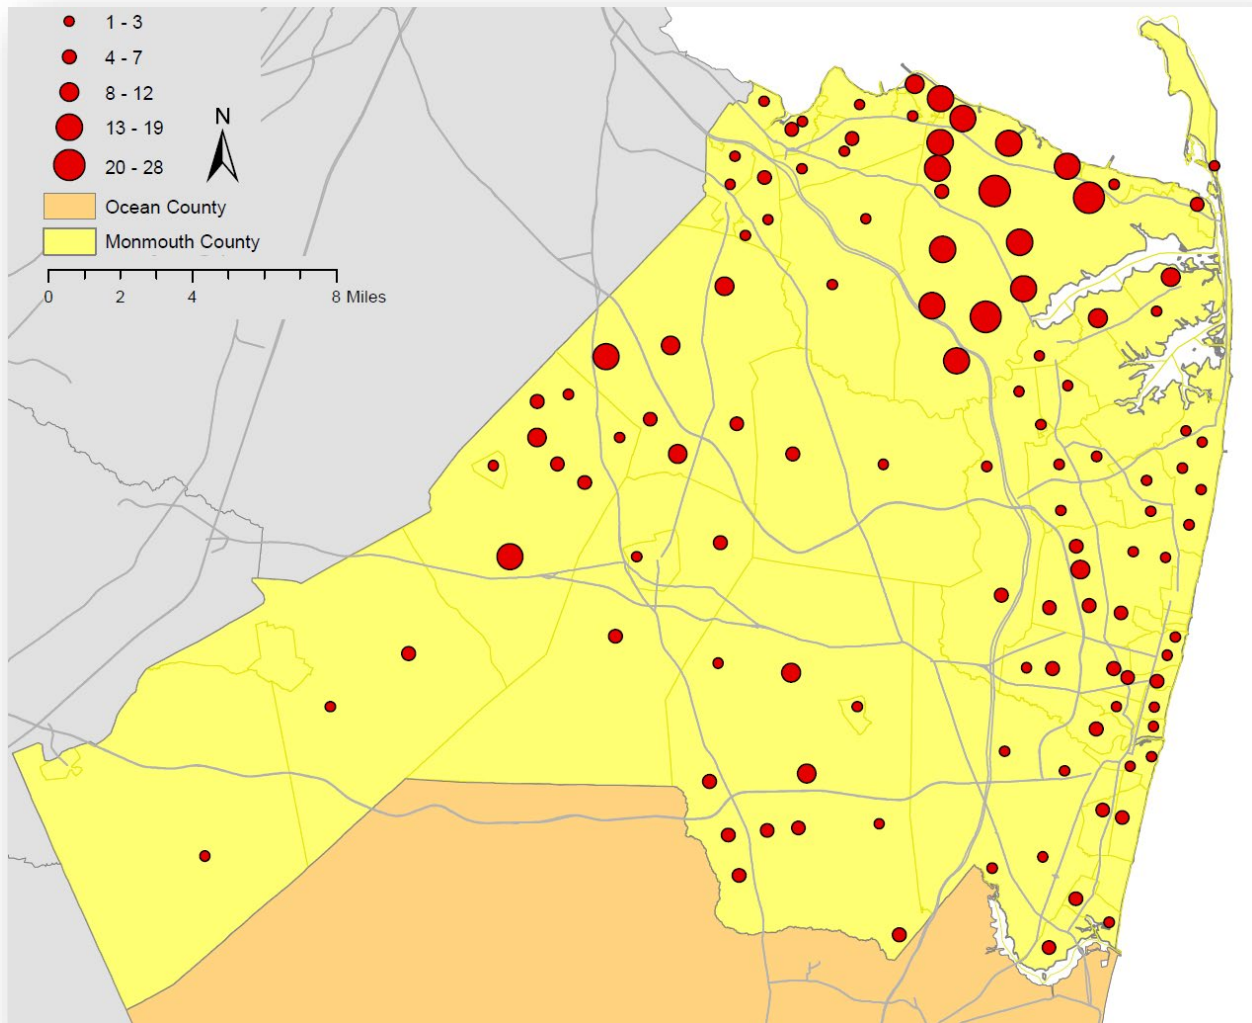 1 - 3
4 - 7
8 - 12
13 - 19
20 - 28
N
Ocean County
Monmouth County
0 2 4 8 Miles